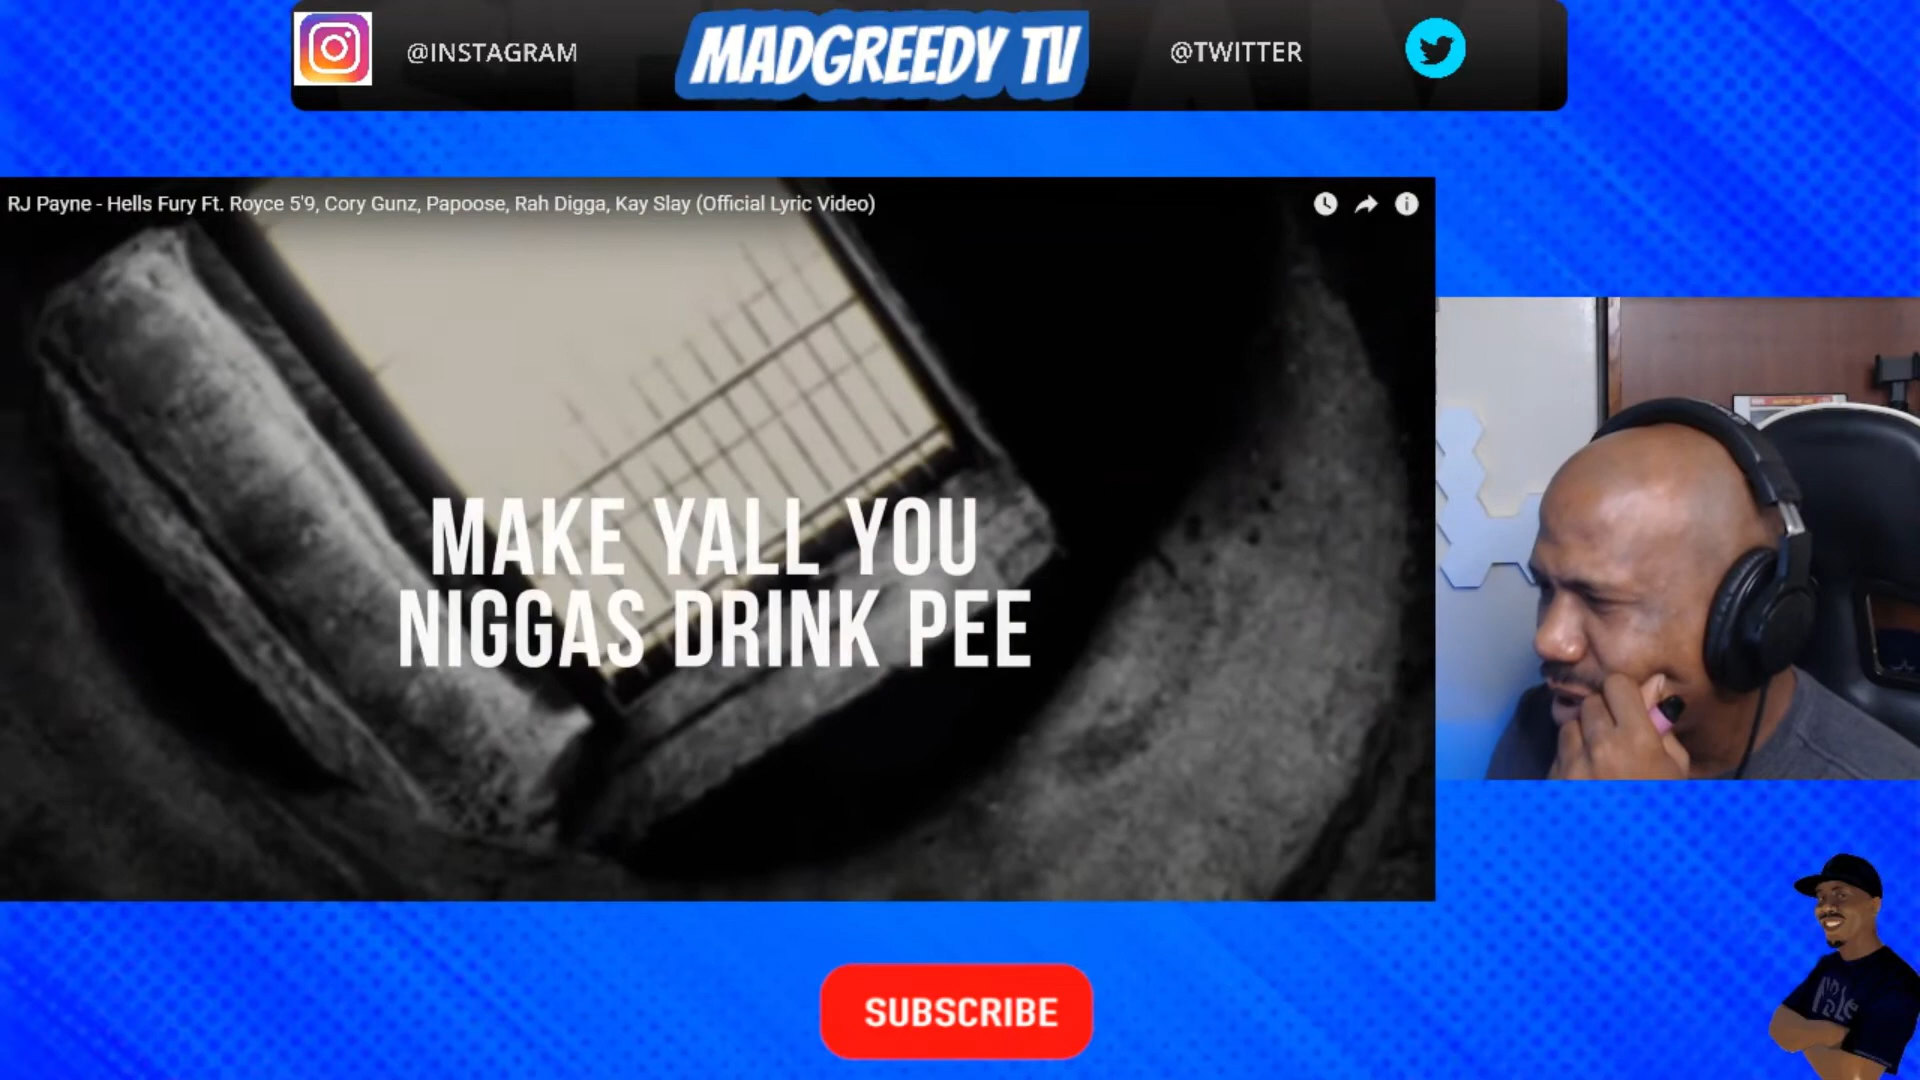 @INSTAGRAM
MADGREEDY TV
@TWITTER
RJ Payne - Hells Fury Ft. Royce 5'9, Cory Gunz, Papoose, Rah Digga, Kay Slay (Official Lyric Video)
MAKE YALL YOU
NIGGAS DRINK PEE
SUBSCRIBE